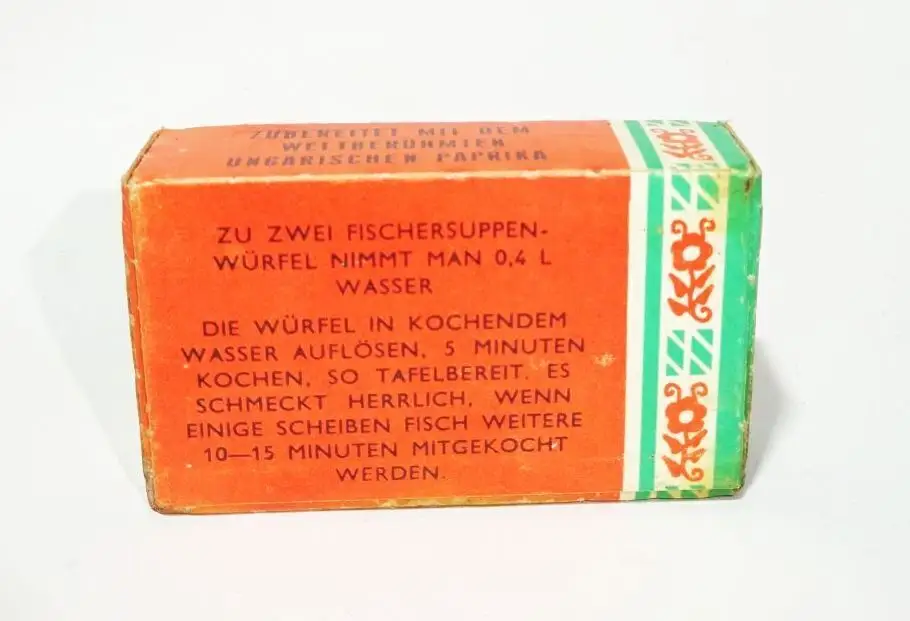 ZUBEREITET MIT DEM
WELTBERÜHMTEN
UNGARISCHEN PAPRIKA
ZU ZWEI FISCHERSUPPEN-
WÜRFEL NIMMT MAN 0,4 L
WASSER
DIE WÜRFEL IN KOCHENDEM
WASSER AUFLÖSEN, 5 MINUTEN
KOCHEN, SO TAFELBEREIT. ES
SCHMECKT HERRLICH, WENN
EINIGE SCHEIBEN FISCH WEITERE
10—15 MINUTEN MITGEKOCHT
WERDEN.